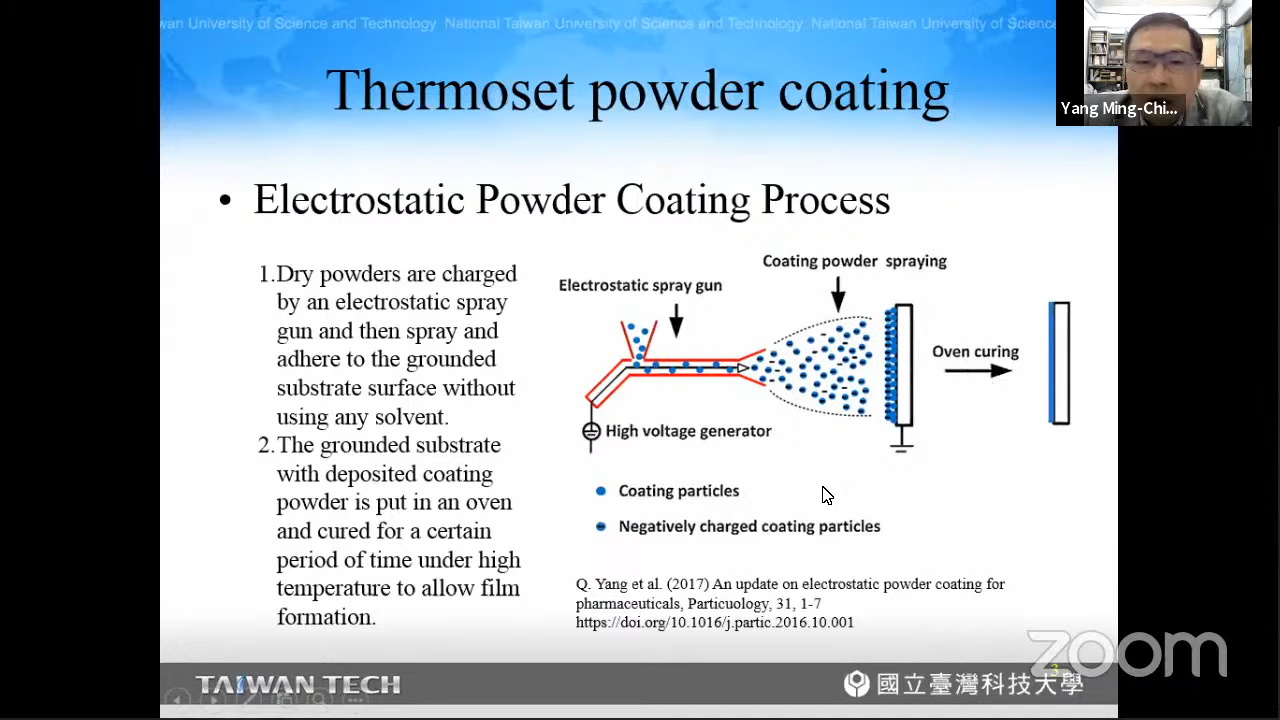 wan University of Science and Technology National Taiwan University of Science and Technology National Taiwan University of Science
Yang Ming-Chi...
Thermoset powder coating
• Electrostatic Powder Coating Process
1.Dry powders are charged
by an electrostatic spray
gun and then spray and
adhere to the grounded
substrate surface without
using any solvent.
2.The grounded substrate
with deposited coating
powder is put in an oven
and cured for a certain
period of time under high
temperature to allow film
formation.
Coating powder spraying
Electrostatic spray gun
Oven curing
High voltage generator
Coating particles
Negatively charged coating particles
Q. Yang et al. (2017) An update on electrostatic powder coating for
pharmaceuticals, Particuology, 31, 1-7
https://doi.org/10.1016/j.partic.2016.10.001
zoom
3
TAIWAN TECH
國立臺灣科技大學